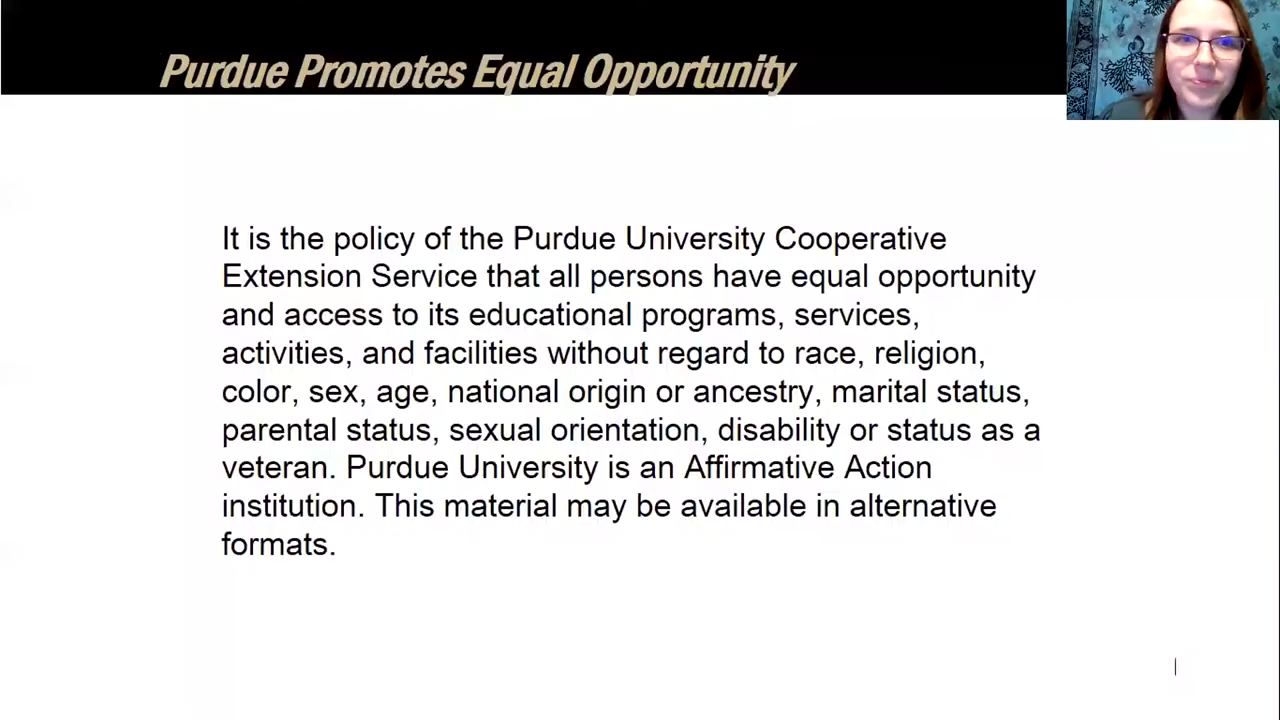 Purdue Promotes Equal Opportunity
It is the policy of the Purdue University Cooperative
Extension Service that all persons have equal opportunity
and access to its educational programs, services,
activities, and facilities without regard to race, religion,
color, sex, age, national origin or ancestry, marital status,
parental status, sexual orientation, disability or status as a
veteran. Purdue University is an Affirmative Action
institution. This material may be available in alternative
formats.